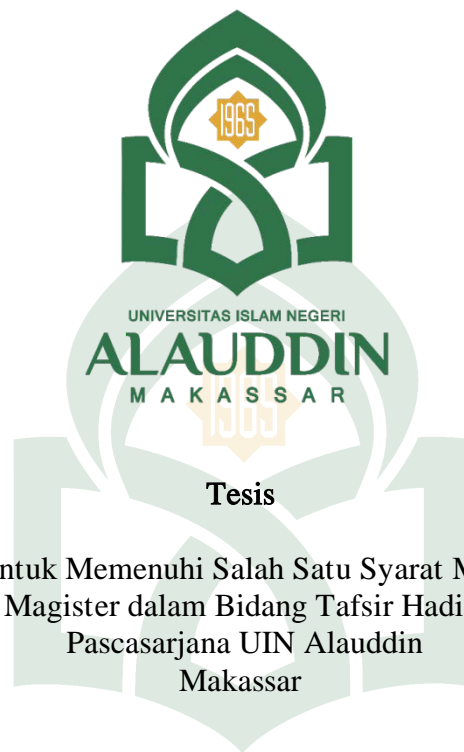 1965
UNIVERSITAS ISLAM NEGERI
ALAUDDIN
MAKASSAR
1965
Tesis
ntuk Memenuhi Salah Satu Syarat M
Magister dalam Bidang Tafsir Hadi
Pascasarjana UIN Alauddin
Makassar